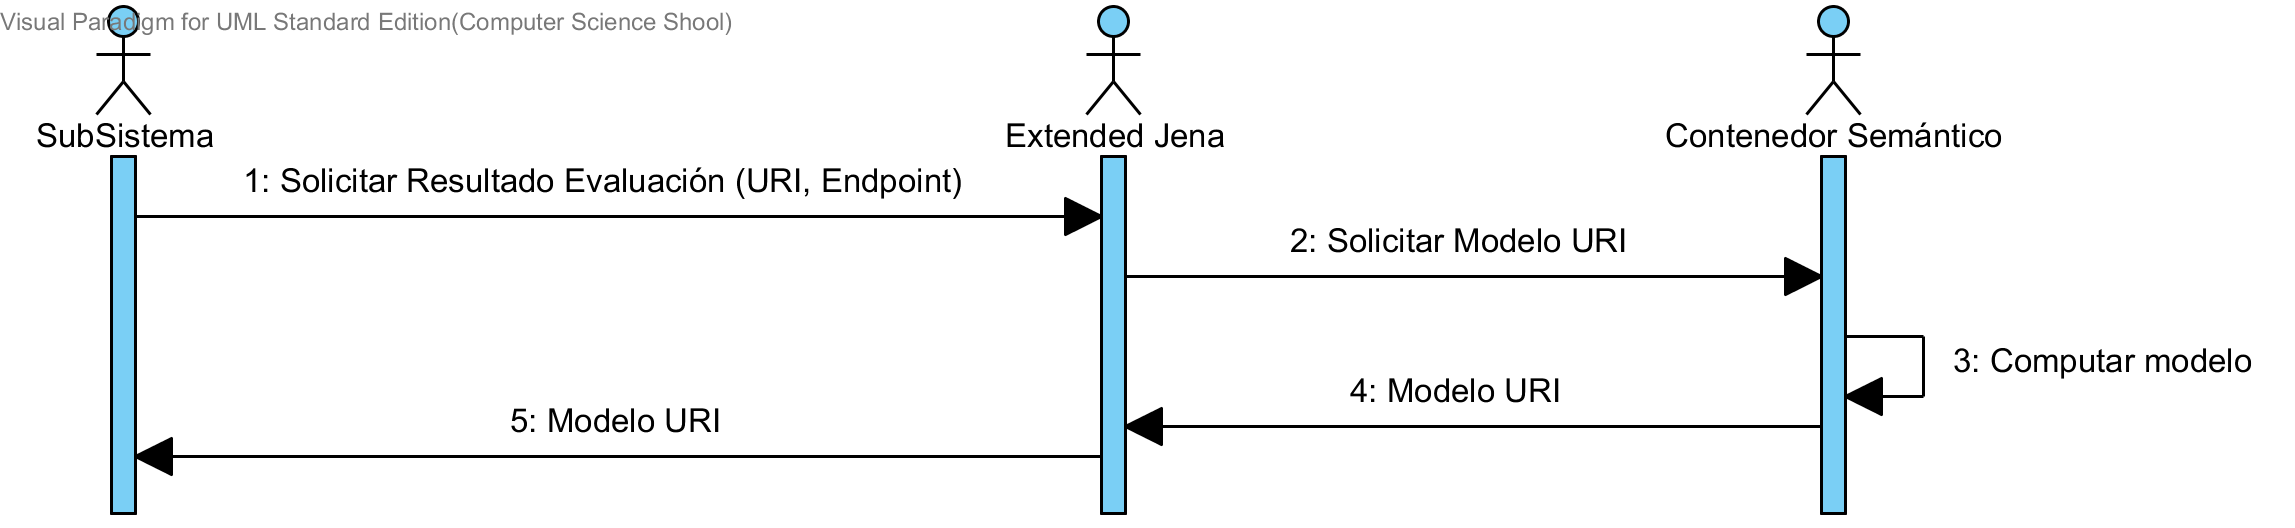 Visual Paradigm for UML Standard Edition(Computer Science Shool)
SubSistema
Extended Jena
Contenedor Semántico
1: Solicitar Resultado Evaluación (URI, Endpoint)
2: Solicitar Modelo URI
3: Computar modelo
4: Modelo URI
5: Modelo URI